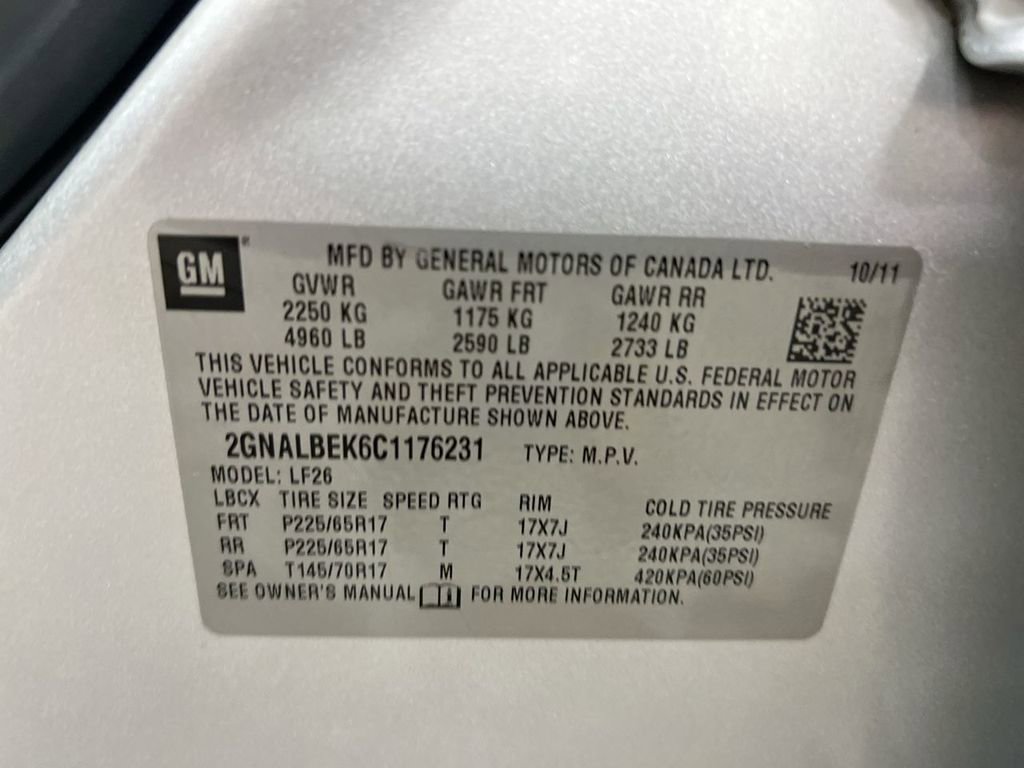 GM ® MFD BY GENERAL MOTORS OF CANADA LTD. 10/11
GVWR GAWR FRT GAWR RR
2250 KG 1175 KG 1240 KG
4960 LB 2590 LB 2733 LB
THIS VEHICLE CONFORMS TO ALL APPLICABLE U.S. FEDERAL MOTOR
VEHICLE SAFETY AND THEFT PREVENTION STANDARDS IN EFFECT ON
THE DATE OF MANUFACTURE SHOWN ABOVE.
2GNALBEK6C1176231 TYPE: M.P.V.
MODEL: LF26
LBCX TIRE SIZE SPEED RTG RIM COLD TIRE PRESSURE
FRT P225/65R17 T 17X7J 240KPA(35PSI)
RR P225/65R17 T 17X7J 240KPA(35PSI)
SPA T145/70R17 M 17X4.5T 420KPA(60PSI)
SEE OWNER'S MANUAL FOR MORE INFORMATION.